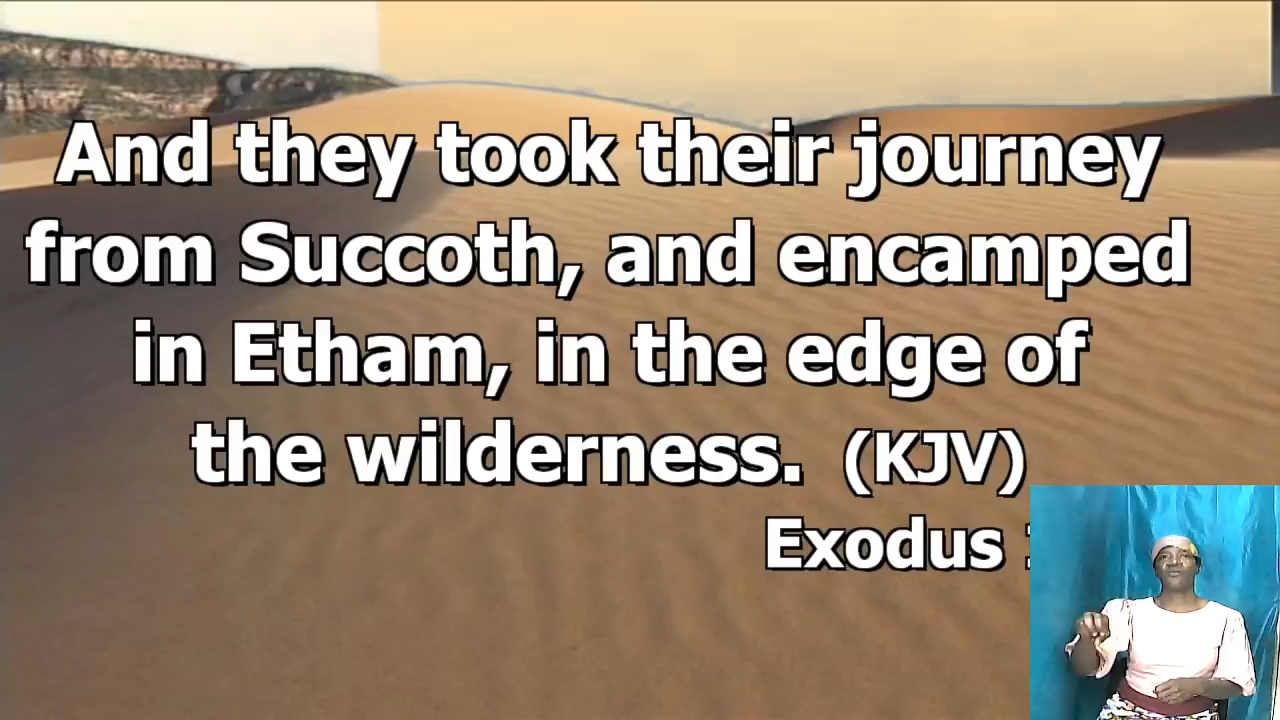 And they took their journey
from Succoth, and encamped
in Etham, in the edge of
the wilderness. (KJV)
Exodus